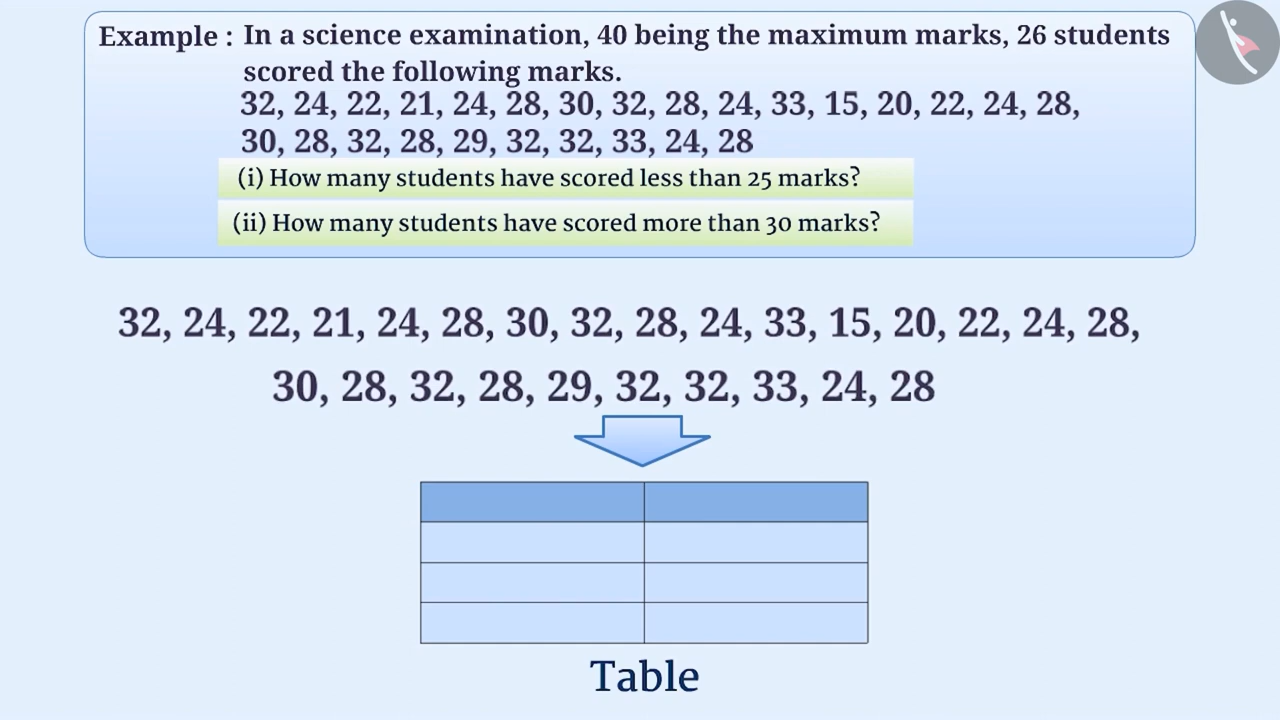 Example : In a science examination, 40 being the maximum marks, 26 students
scored the following marks.
32, 24, 22, 21, 24, 28, 30, 32, 28, 24, 33, 15, 20, 22, 24, 28,
30, 28, 32, 28, 29, 32, 32, 33, 24, 28
(i) How many students have scored less than 25 marks?
(ii) How many students have scored more than 30 marks?
32, 24, 22, 21, 24, 28, 30, 32, 28, 24, 33, 15, 20, 22, 24, 28,
30, 28, 32, 28, 29, 32, 32, 33, 24, 28
Table